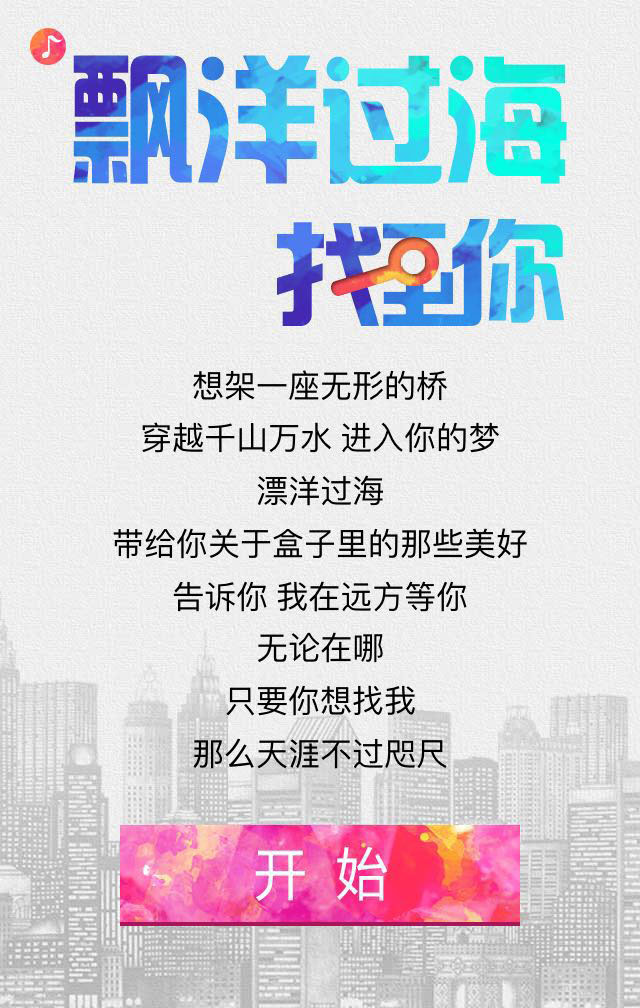 飘洋过海
找到你
想架一座无形的桥
穿越千山万水 进入你的梦
漂洋过海
带给你关于盒子里的那些美好
告诉你 我在远方等你
无论在哪
只要你想找我
那么天涯不过咫尺
开始